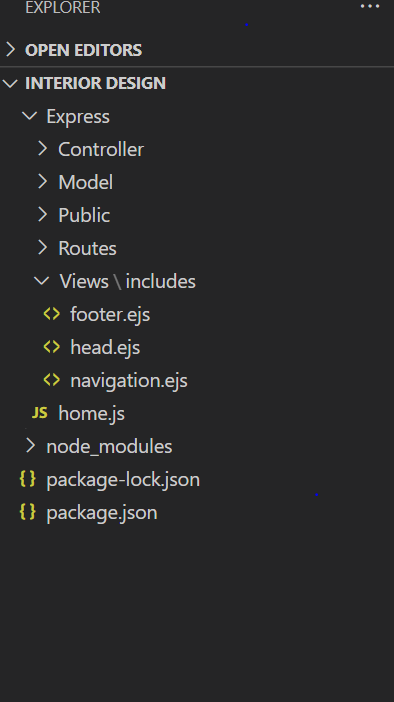 EXPLORER ...
OPEN EDITORS
INTERIOR DESIGN
Express
Controller
Model
Public
Routes
Views \ includes
footer.ejs
head.ejs
navigation.ejs
JS home.js
node_modules
{} package-lock.json
{} package.json